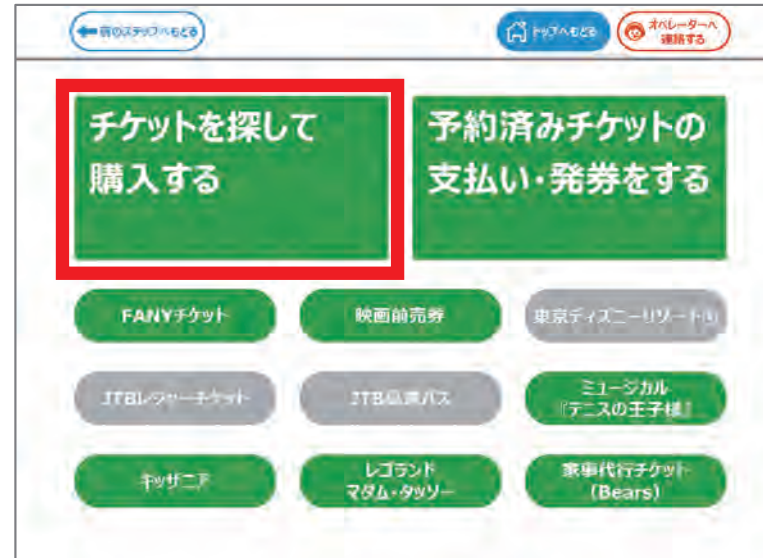 前のステップへもどる
トップへもどる
オペレーターへ
連絡する
チケットを探して
購入する
予約済みチケットの
支払い・発券をする
FANYチケット
映画前売券
東京ディズニーリゾート(R)
JTBレジャーチケット
JTB高速バス
ミュージカル
『テニスの王子様』
キッザニア
レゴランド
マダム・タッソー
家事代行チケット
(Bears)